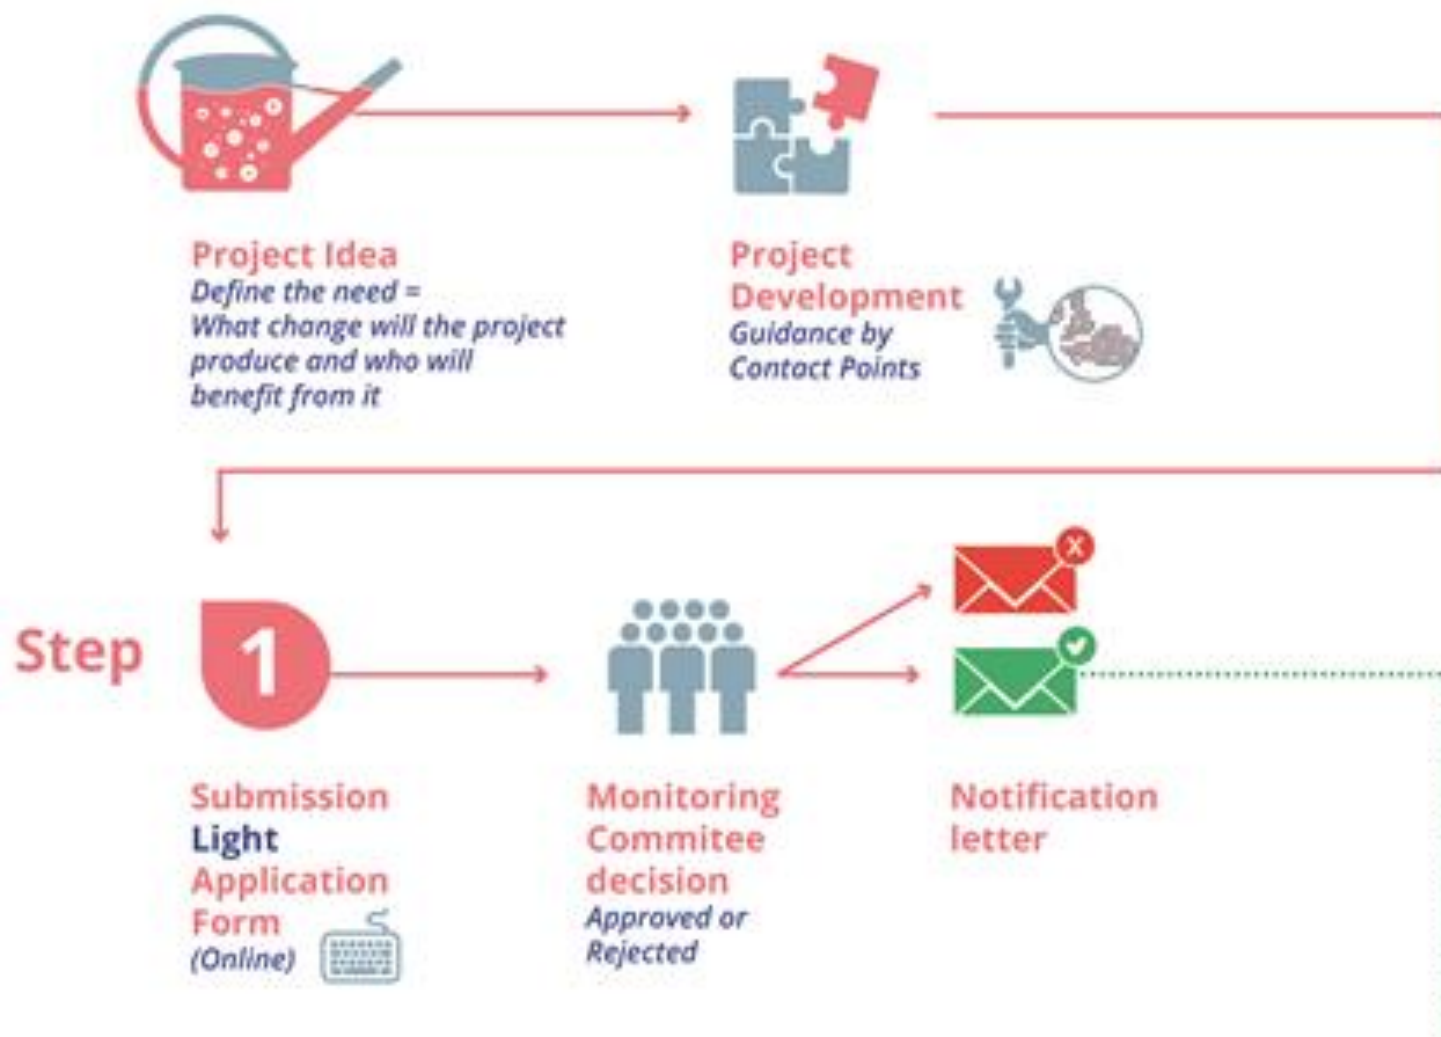 Project Idea
Define the need =
What change will the project
produce and who will
benefit from it
Project
Development
Guidance by
Contact Points
Step
1
Submission
Light
Application
Form
(Online)
Monitoring
Commitee
decision
Approved or
Rejected
Notification
letter